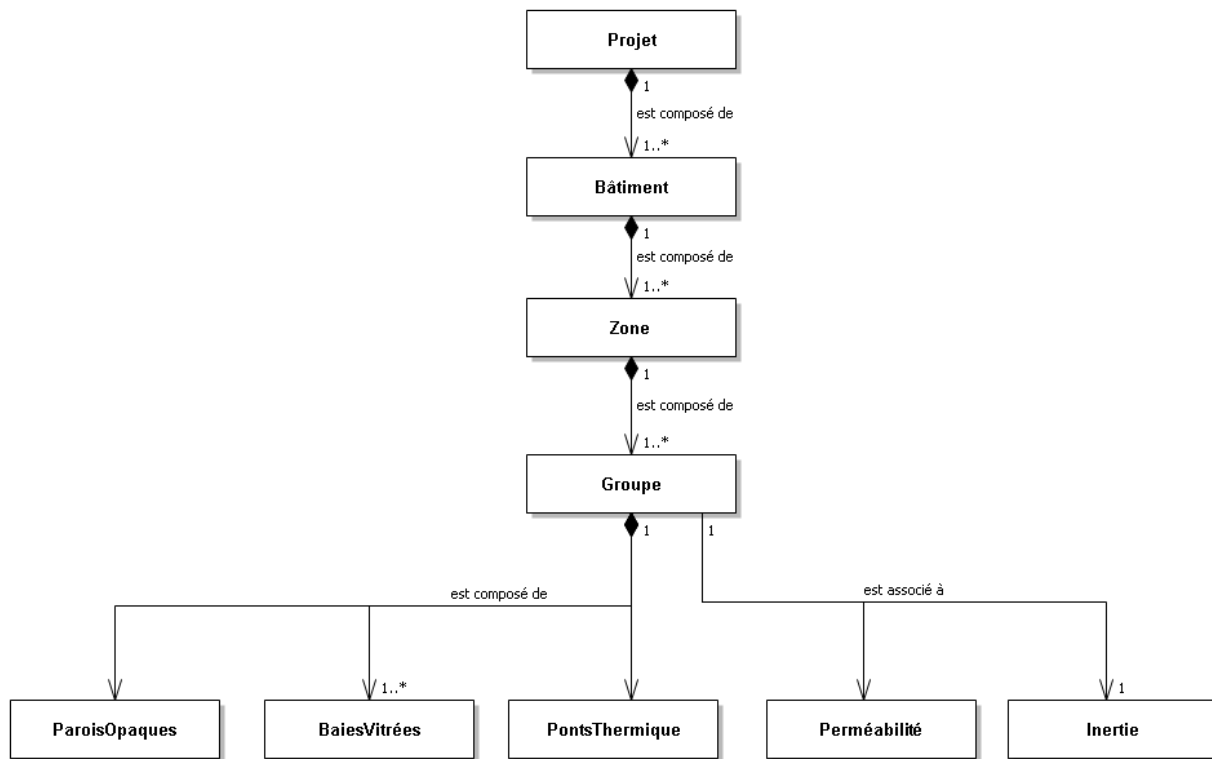 Projet
1
est composé de
1..*
Bâtiment
1
est composé de
1..*
Zone
1
est composé de
1..*
Groupe
1
1
est composé de
est associé à
1..*
1
ParoisOpaques
BaiesVitrées
PontsThermique
Perméabilité
Inertie